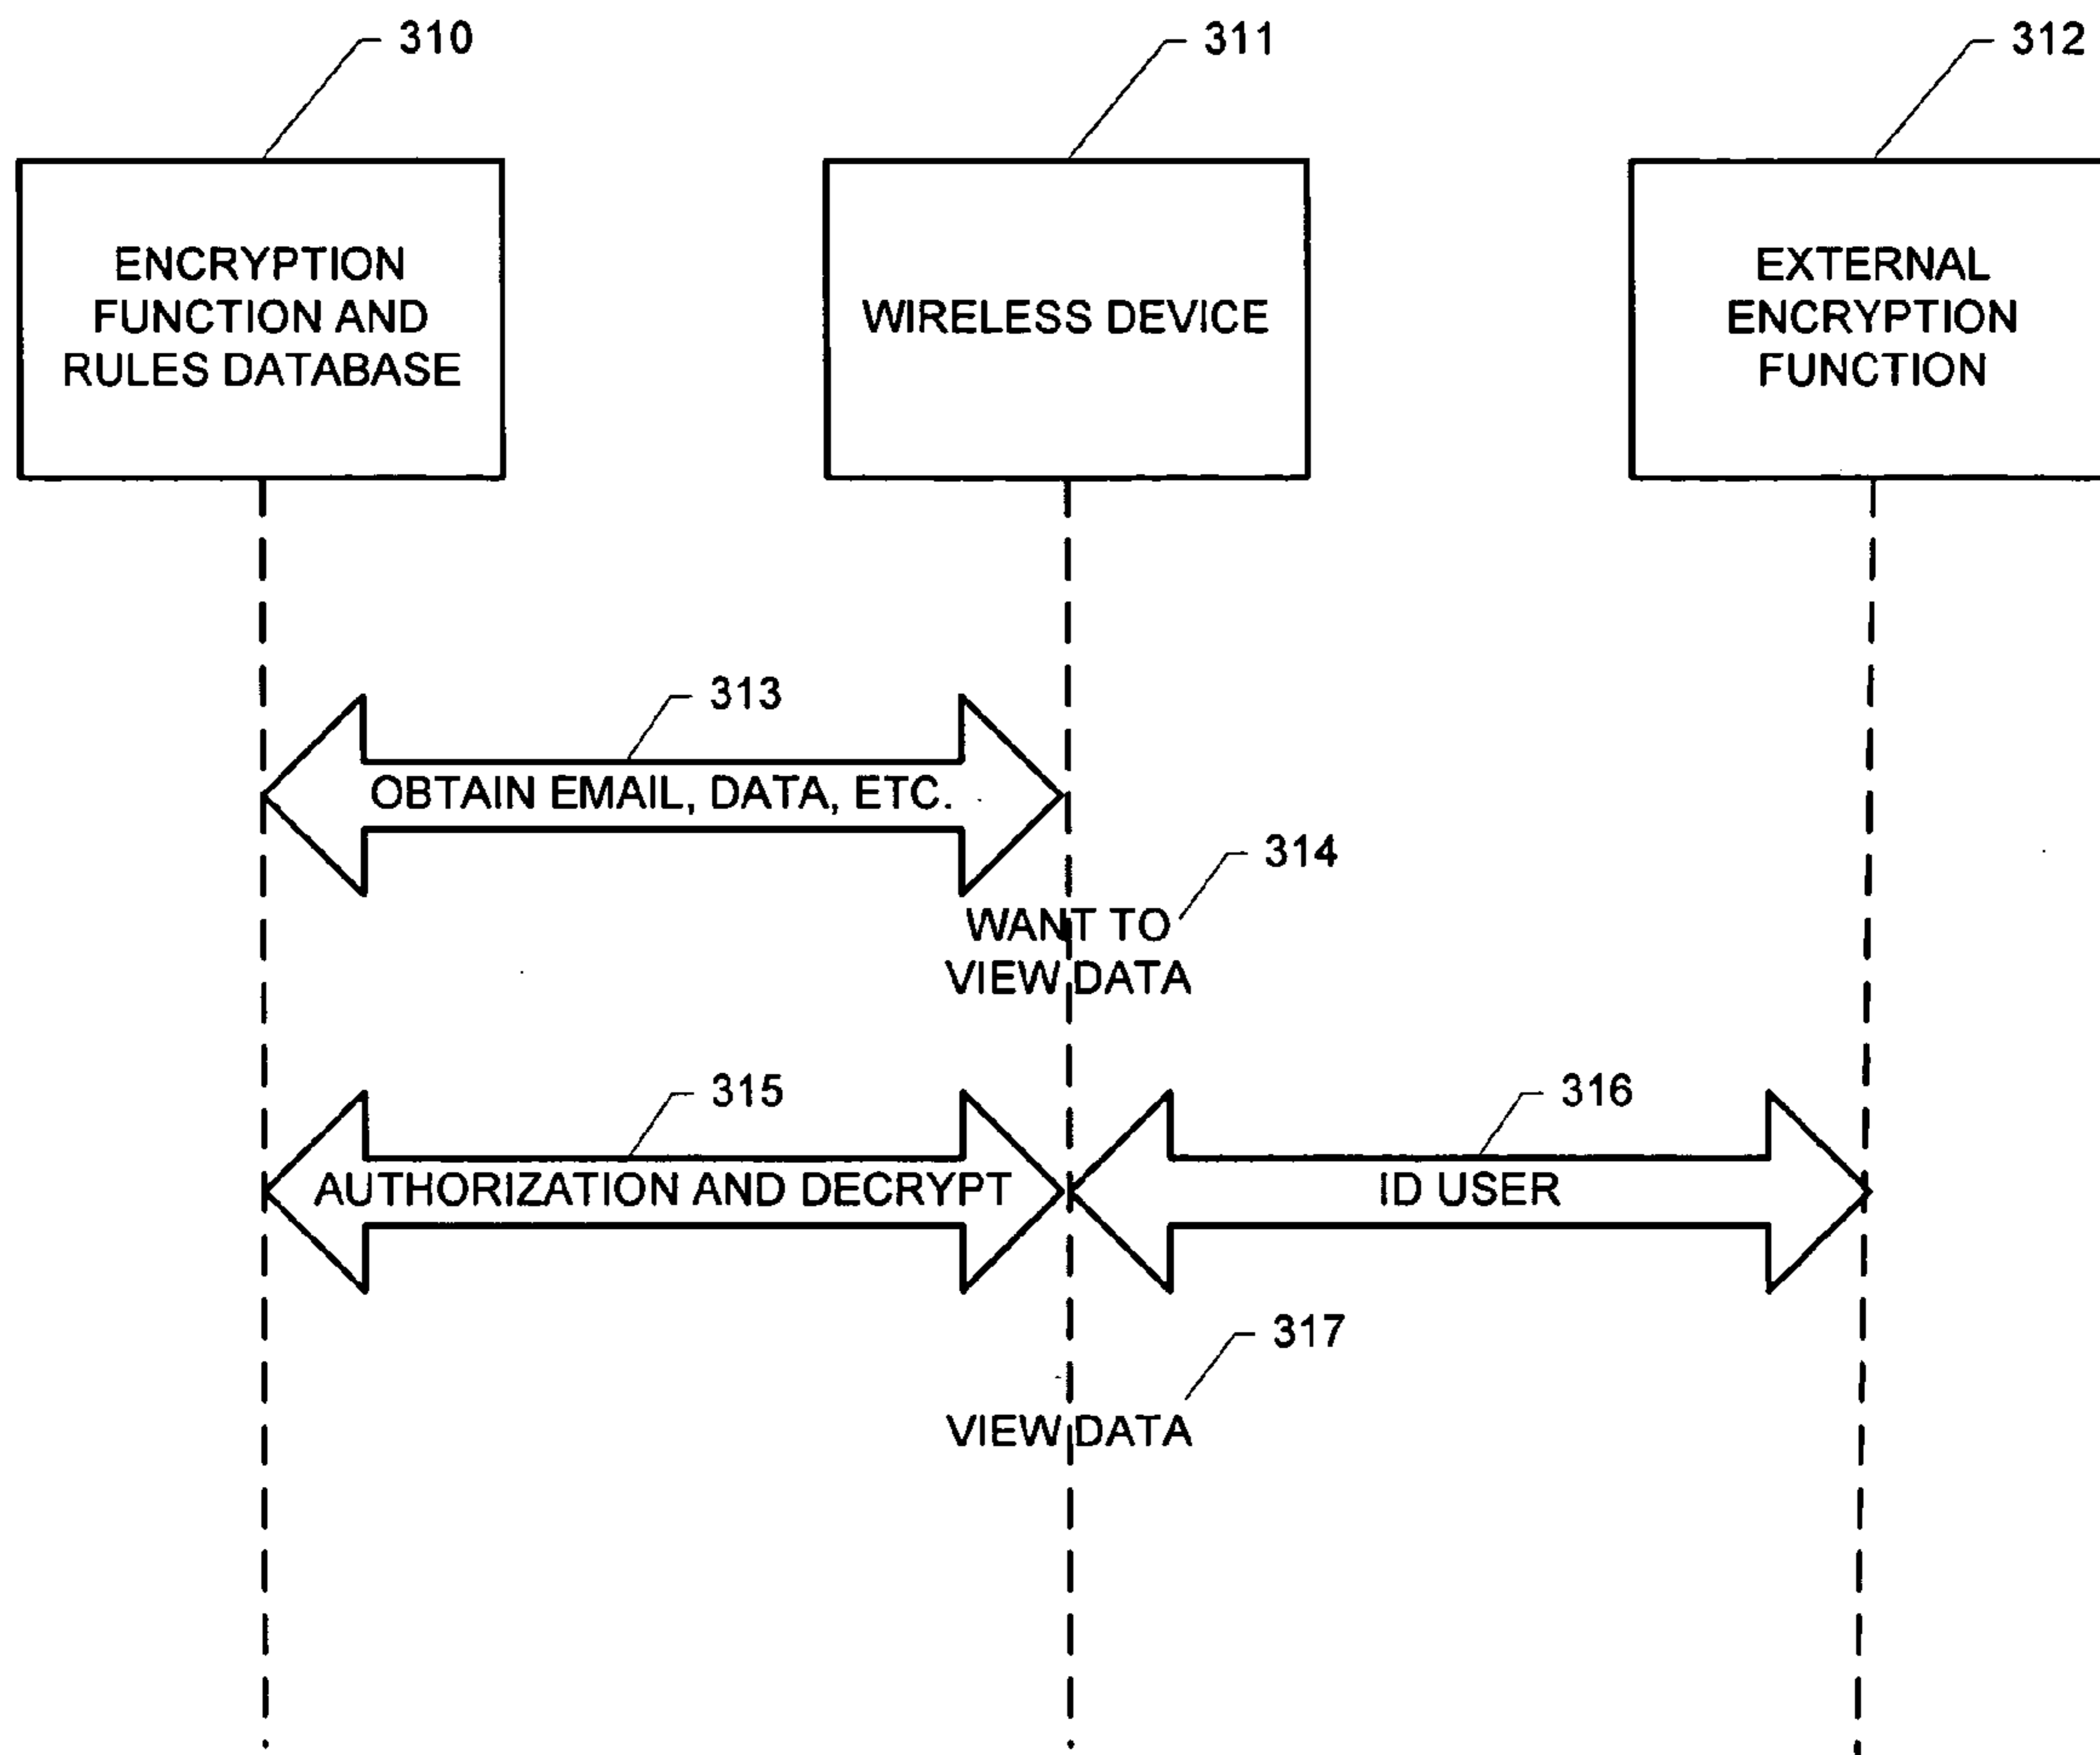 310
311
312
ENCRYPTION
FUNCTION AND
RULES DATABASE
WIRELESS DEVICE
EXTERNAL
ENCRYPTION
FUNCTION
313
OBTAIN EMAIL, DATA, ETC.
314
WANT TO
VIEW DATA
315
AUTHORIZATION AND DECRYPT
316
ID USER
317
VIEW DATA